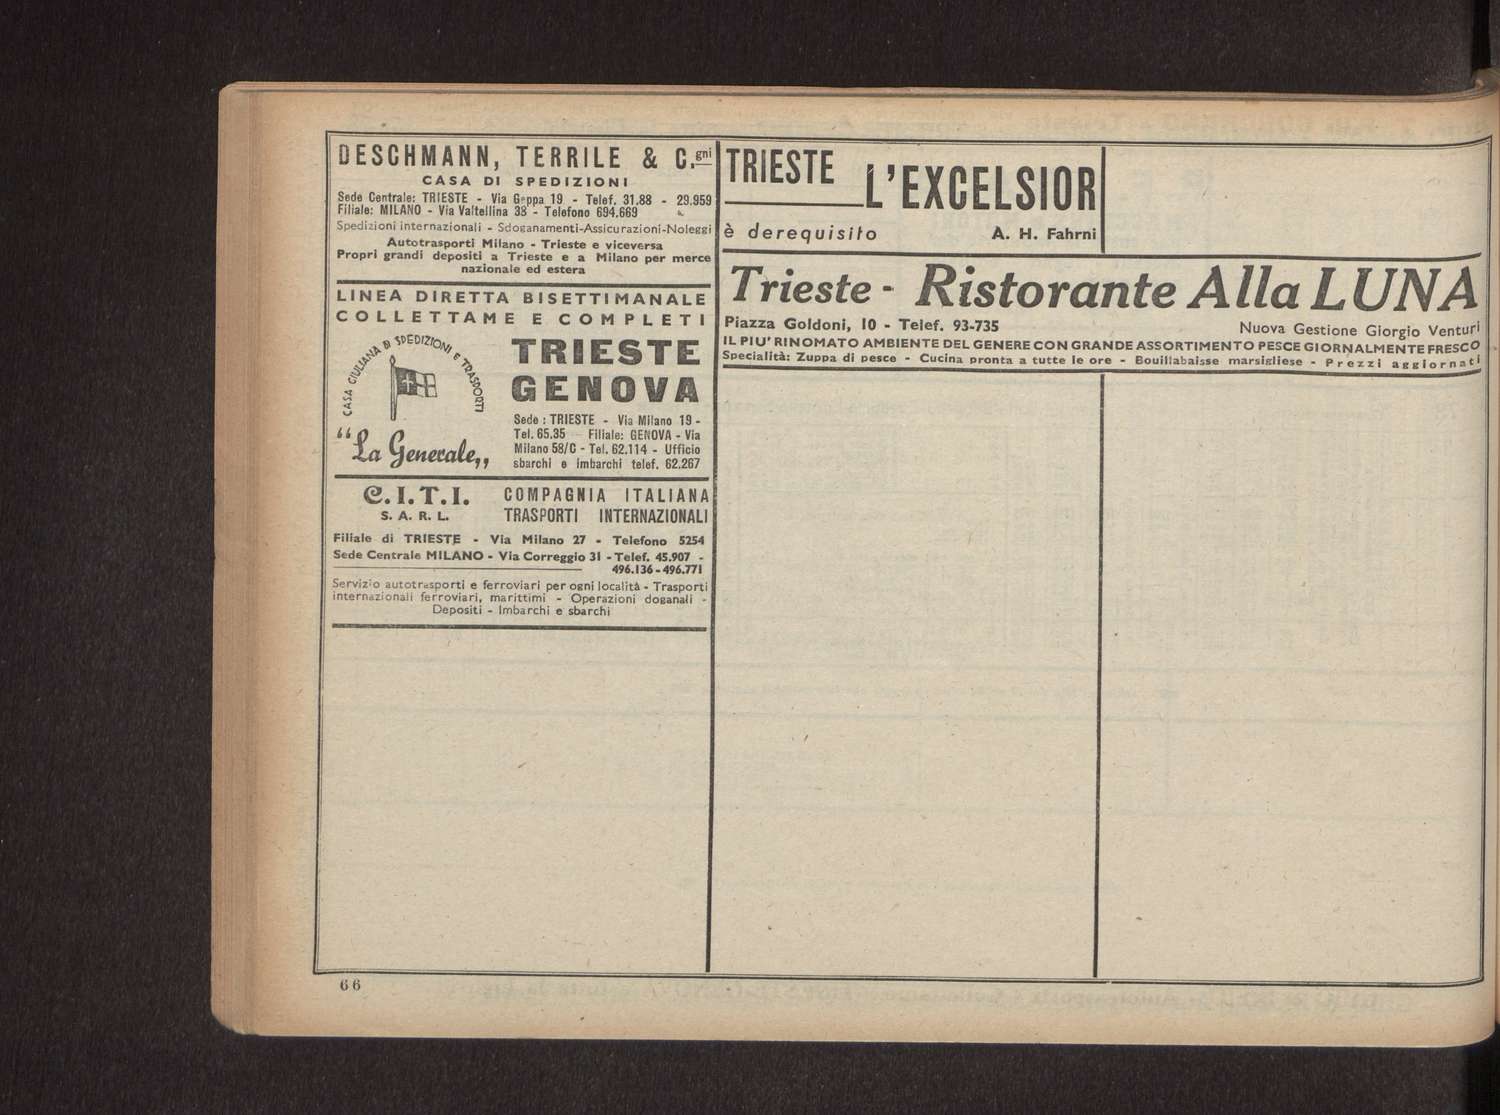 DESCHMANN, TERRILE & C.gni
CASA DI SPEDIZIONI
Sede Centrale: TRIESTE - Via Geppa 19 - Telef. 31.88 - 29.959
Filiale: MILANO - Via Valtellina 38 - Telefono 694.669
Spedizioni internazionali - Sdoganamenti-Assicurazioni-Noleggi
Autotrasporti Milano - Trieste e viceversa
Propri grandi depositi a Trieste e a Milano per merce
nazionale ed estera
LINEA DIRETTA BISETTIMANALE
COLLETTAME E COMPLETI
CASA GIULIANA DI SPEDIZIONI E TRASPORTI
"La Generale„
TRIESTE
GENOVA
Sede : TRIESTE - Via Milano 19 -
Tel. 65.35 - Filiale: GENOVA - Via
Milano 58/C - Tel. 62.114 - Ufficio
sbarchi e imbarchi telef. 62.267
C.I.T.I.
S. A. R. L.
COMPAGNIA ITALIANA
TRASPORTI INTERNAZIONALI
Filiale di TRIESTE - Via Milano 27 - Telefono 5254
Sede Centrale MILANO - Via Correggio 31 - Telef. 45.907 -
496.136-496.771
Servizio autotrasporti e ferroviari per ogni località - Trasporti
internazionali ferroviari, marittimi - Operazioni doganali -
Depositi - Imbarchi e sbarchi
TRIESTE
L'EXCELSIOR
è derequisito
A. H. Fahrni
Trieste - Ristorante Alla LUNA
Piazza Goldoni, 10 - Telef. 93-735
Nuova Gestione Giorgio Venturi
IL PIU' RINOMATO AMBIENTE DEL GENERE CON GRANDE ASSORTIMENTO PESCE GIORNALMENTE FRESCO
Specialità: Zuppa di pesce - Cucina pronta a tutte le ore - Bouillabaisse marsigliese - Prezzi aggiornati
66